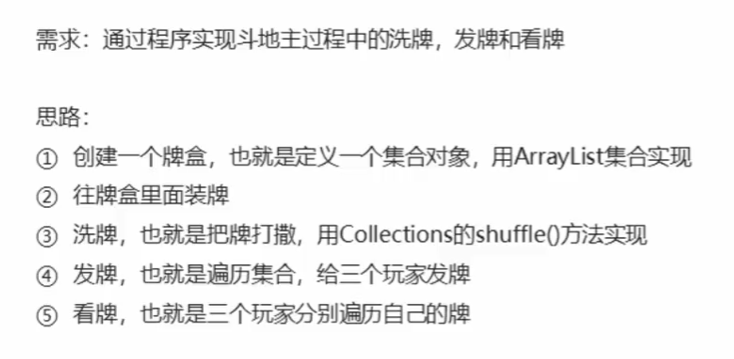 需求：通过程序实现斗地主过程中的洗牌，发牌和看牌
思路：
① 创建一个牌盒，也就是定义一个集合对象，用ArrayList集合实现
② 往牌盒里面装牌
③ 洗牌，也就是把牌打撒，用Collections的shuffle()方法实现
④ 发牌，也就是遍历集合，给三个玩家发牌
⑤ 看牌，也就是三个玩家分别遍历自己的牌